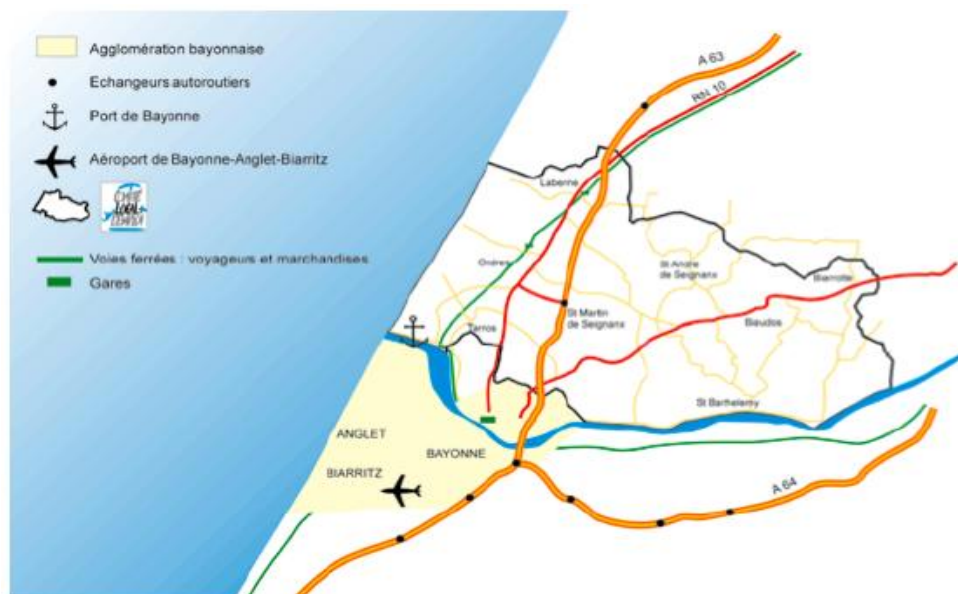 Agglomération bayonnaise
Echangeurs autoroutiers
Port de Bayonne
Aéroport de Bayonne-Anglet-Biarritz
Voies ferrées : voyageurs et marchandises
Gares
A 63
RN 10
Labenne
Ondres
St Andre
de Seignanx
Biarrotte
St Martin
de Seignanx
Biaudos
Tarnos
St Barthelemy
ANGLET
BAYONNE
BIARRITZ
A 64